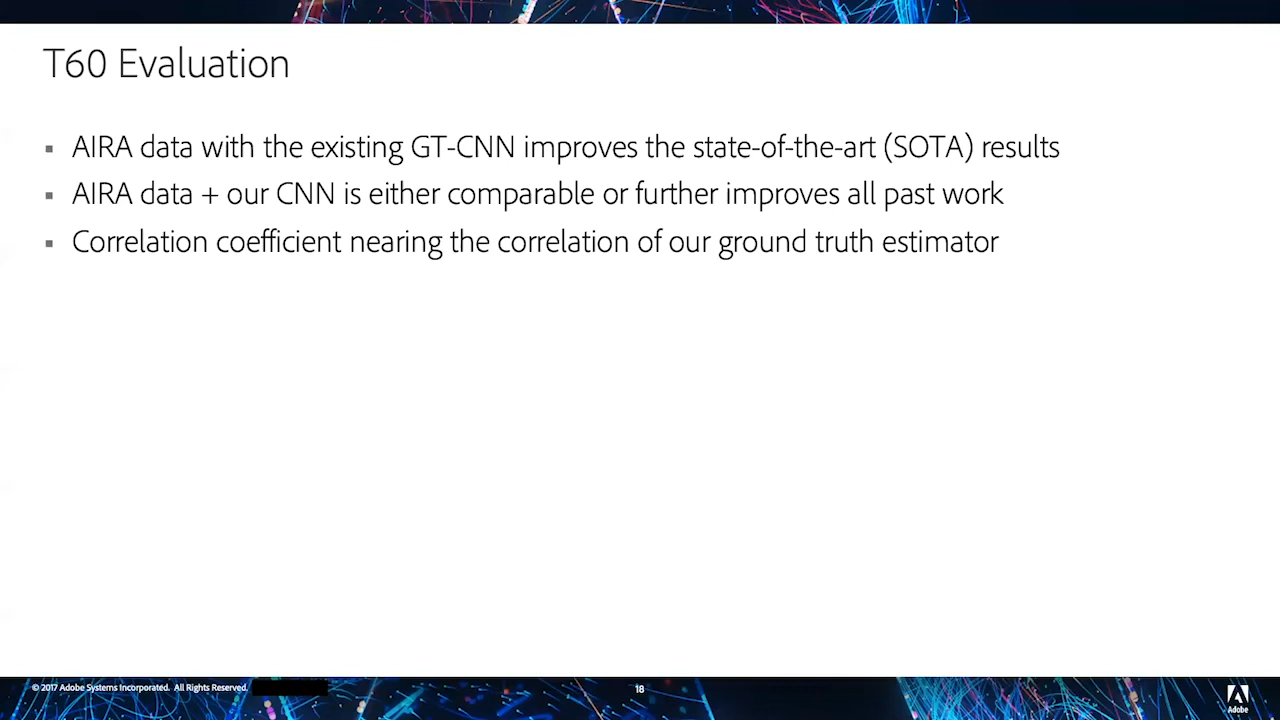 T60 Evaluation
▪ AIRA data with the existing GT-CNN improves the state-of-the-art (SOTA) results
▪ AIRA data + our CNN is either comparable or further improves all past work
▪ Correlation coefficient nearing the correlation of our ground truth estimator
© 2017 Adobe Systems Incorporated. All Rights Reserved.
18
Adobe